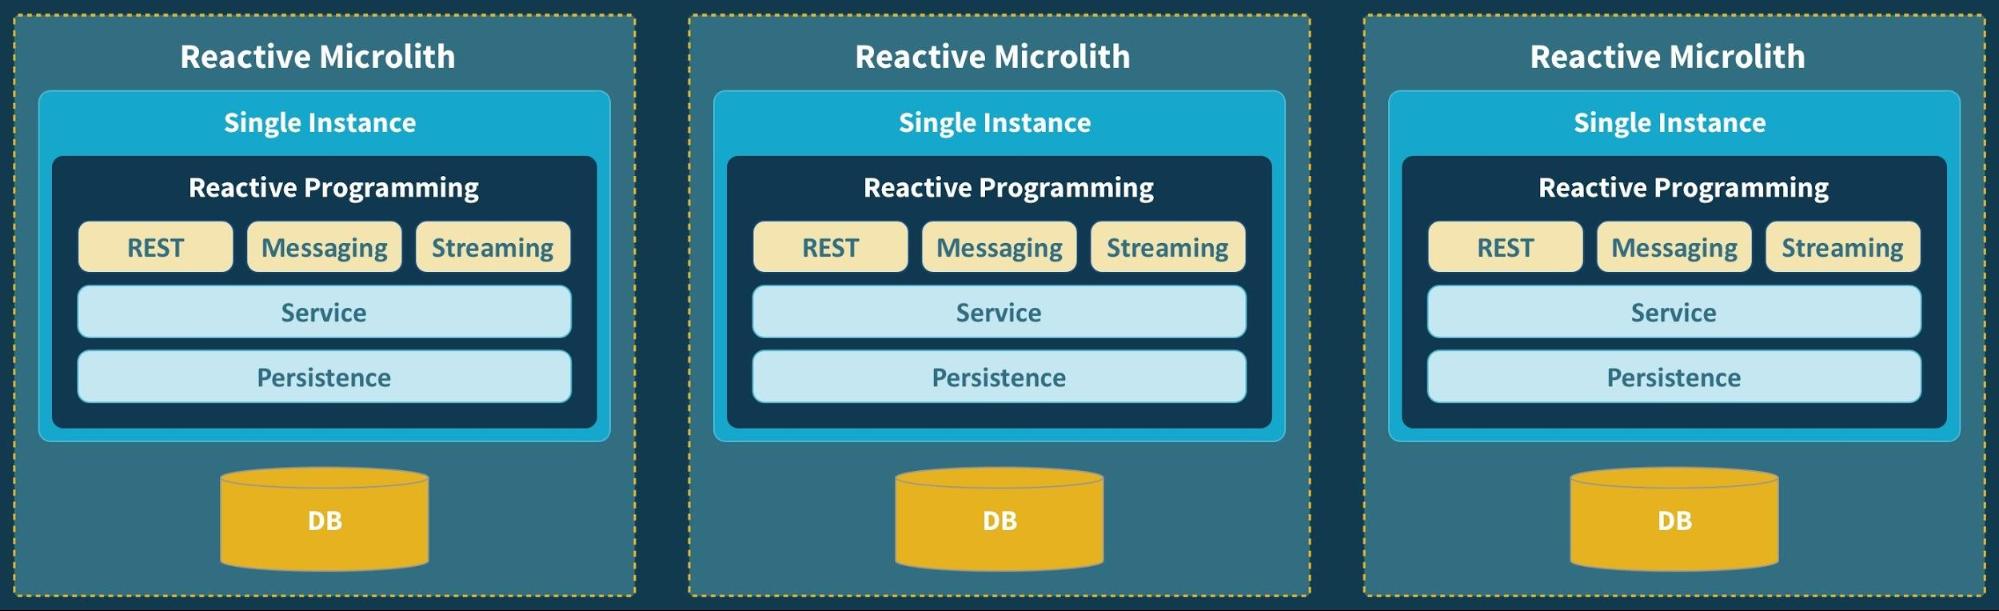 Reactive Microlith
Single Instance
Reactive Programming
REST
Messaging
Streaming
Service
Persistence
DB
Reactive Microlith
Single Instance
Reactive Programming
REST
Messaging
Streaming
Service
Persistence
DB
Reactive Microlith
Single Instance
Reactive Programming
REST
Messaging
Streaming
Service
Persistence
DB